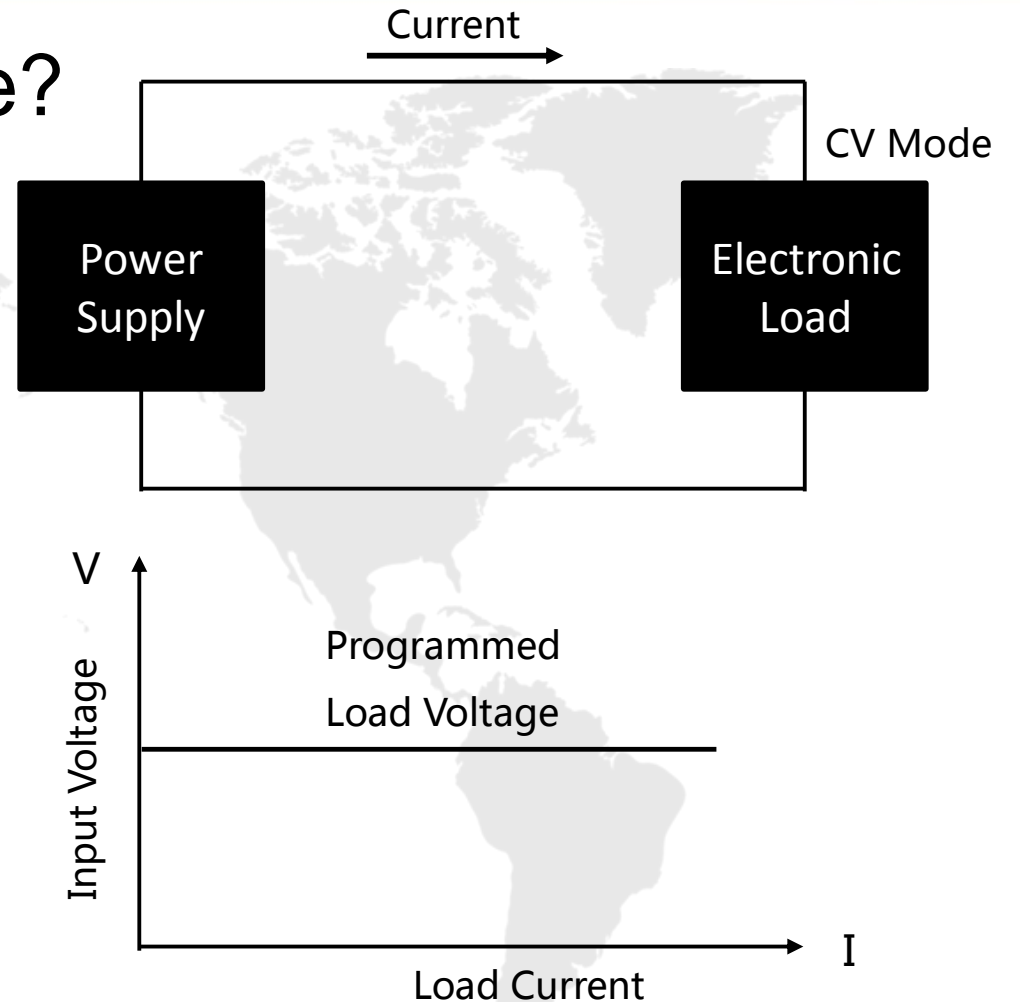 e?
Current
CV Mode
Power
Supply
Electronic
Load
V
Programmed
Load Voltage
Input Voltage
I
Load Current